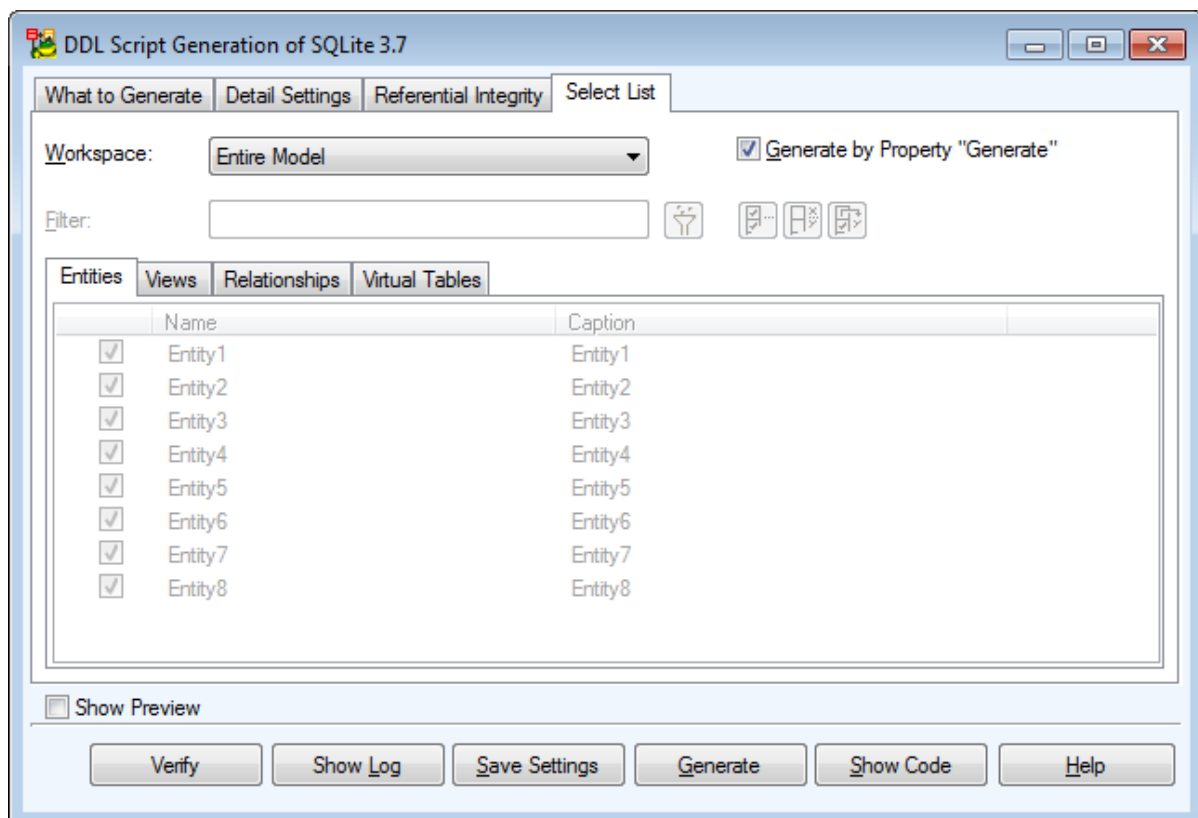 DDL Script Generation of SQLite 3.7
What to Generate Detail Settings Referential Integrity Select List
Workspace: Entire Model Generate by Property "Generate"
Filter:
Entities Views Relationships Virtual Tables
Name Caption
Entity1 Entity1
Entity2 Entity2
Entity3 Entity3
Entity4 Entity4
Entity5 Entity5
Entity6 Entity6
Entity7 Entity7
Entity8 Entity8
Show Preview
Verify Show Log Save Settings Generate Show Code Help